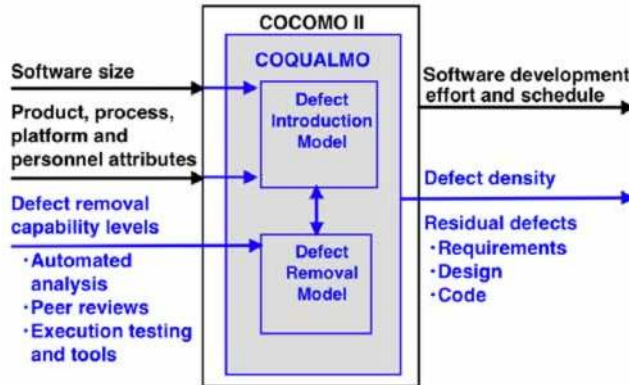 COCOMO II
COQUALMO
Software size
Product, process,
platform and
personnel attributes
Defect removal
capability levels
·Automated
analysis
·Peer reviews
·Execution testing
and tools
Defect
Introduction
Model
Defect
Removal
Model
Software development
effort and schedule
Defect density
Residual defects
·Requirements
·Design
·Code